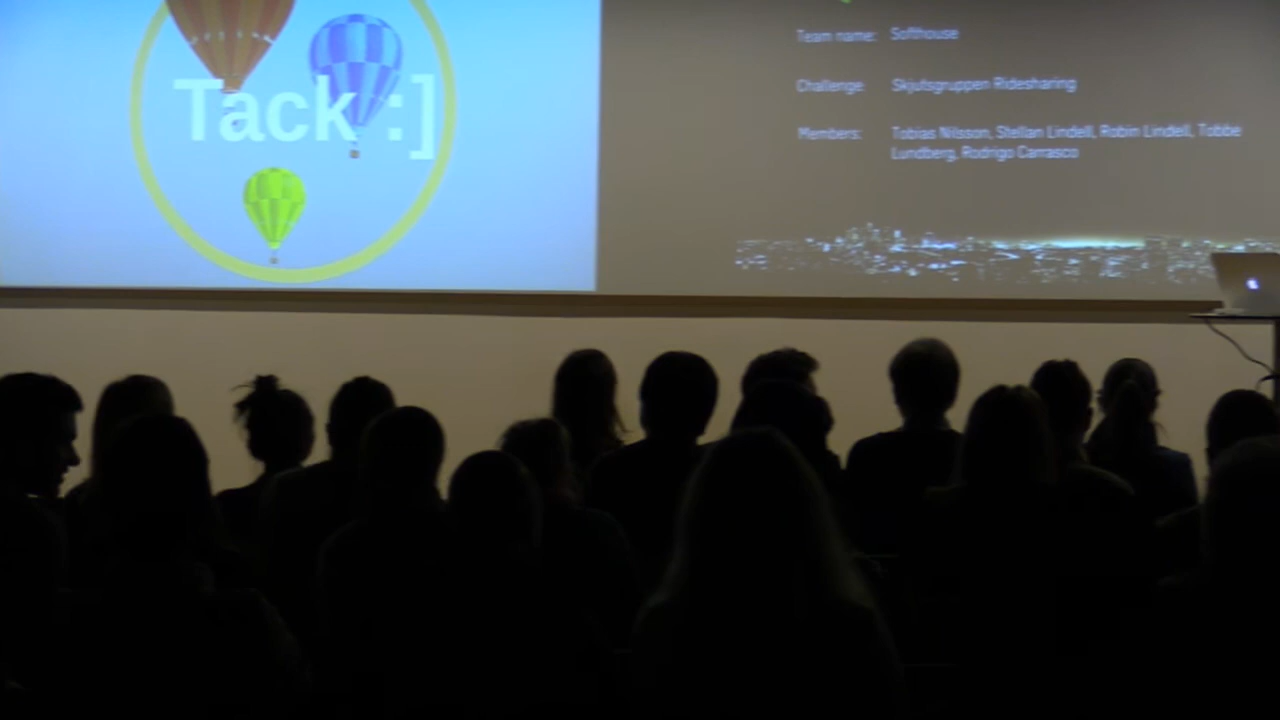 Tack :]
Team name: Softhouse
Challenge: Skjutsgruppen Ridesharing
Members: Tobias Nilsson, Stellan Lindell, Robin Lindell, Tobbe
Lundberg, Rodrigo Carrasco